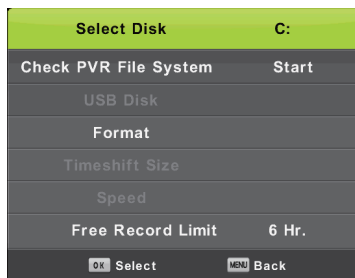 Select Disk C:
Check PVR File System Start
USB Disk
Format
Timeshift Size
Speed
Free Record Limit 6 Hr.
OK Select MENU Back